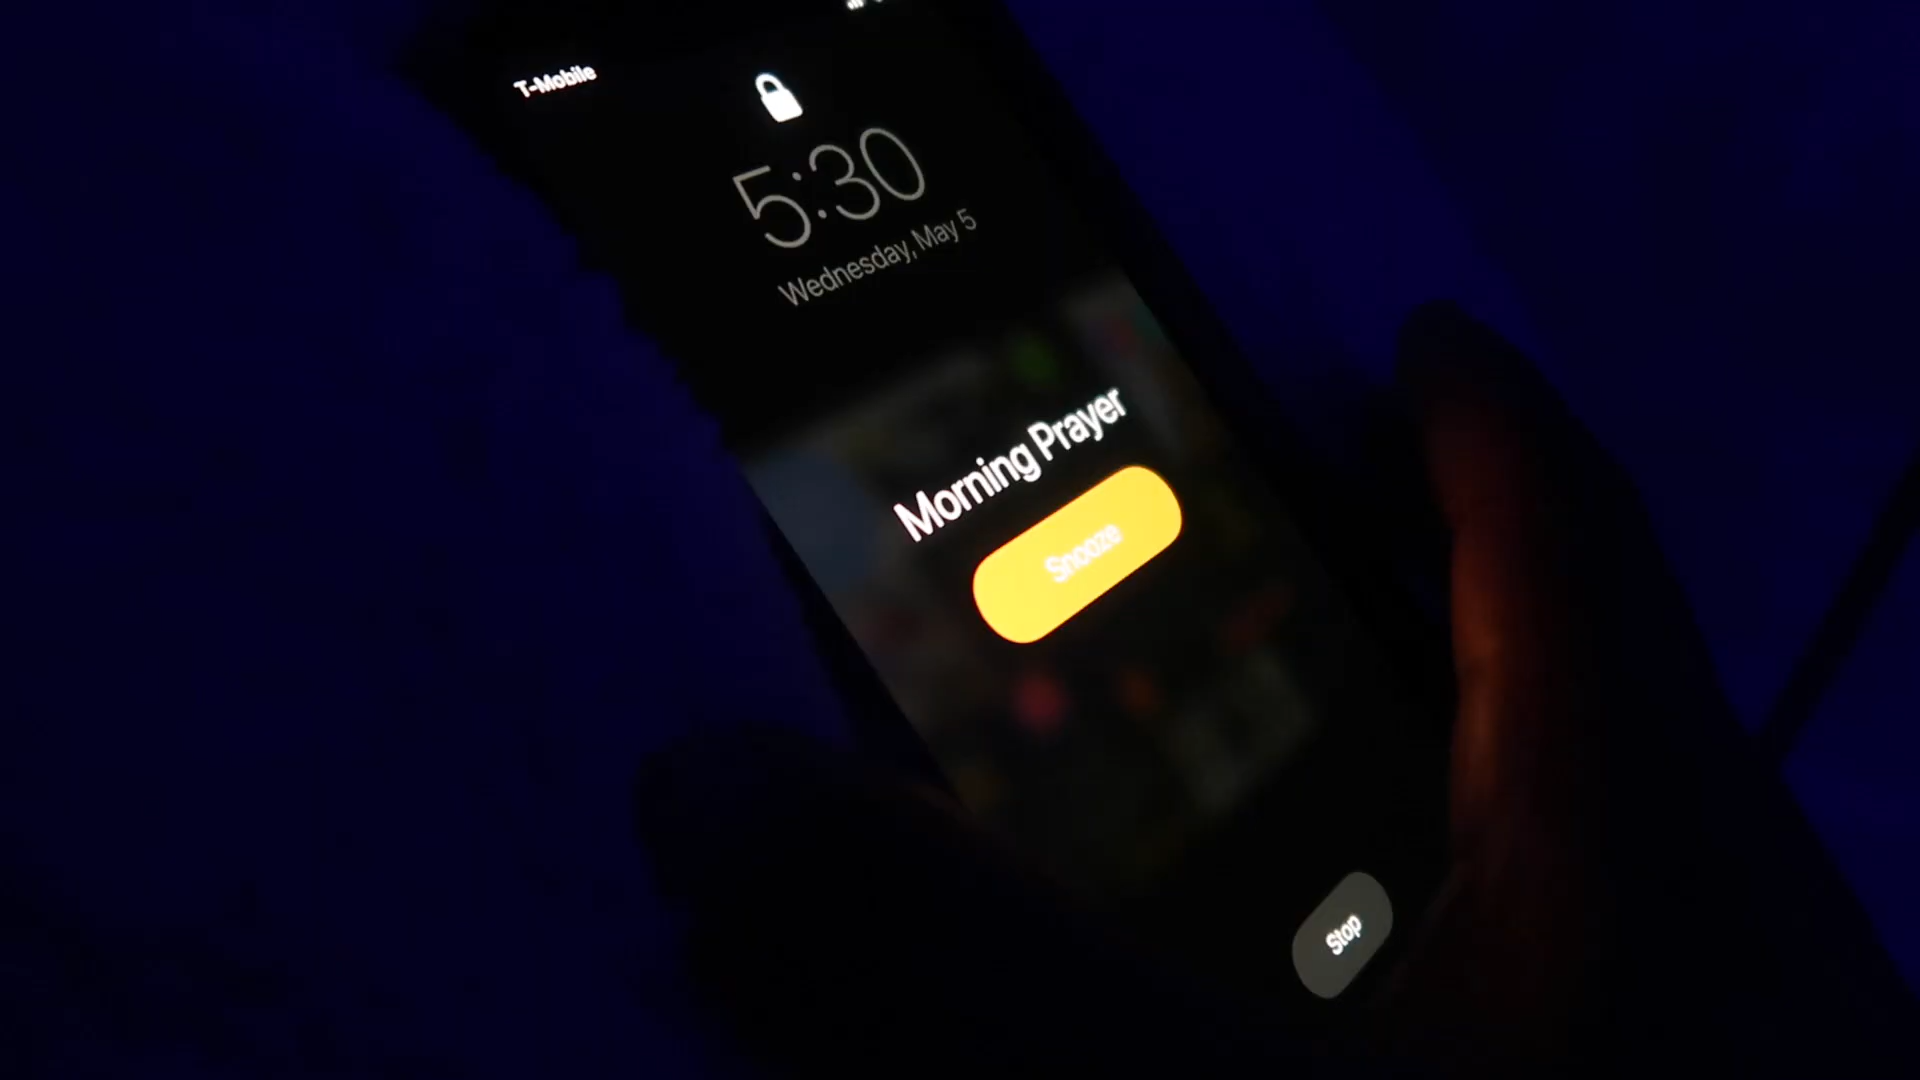 T-Mobile
5:30
Wednesday, May 5
Morning Prayer
Snooze
Stop